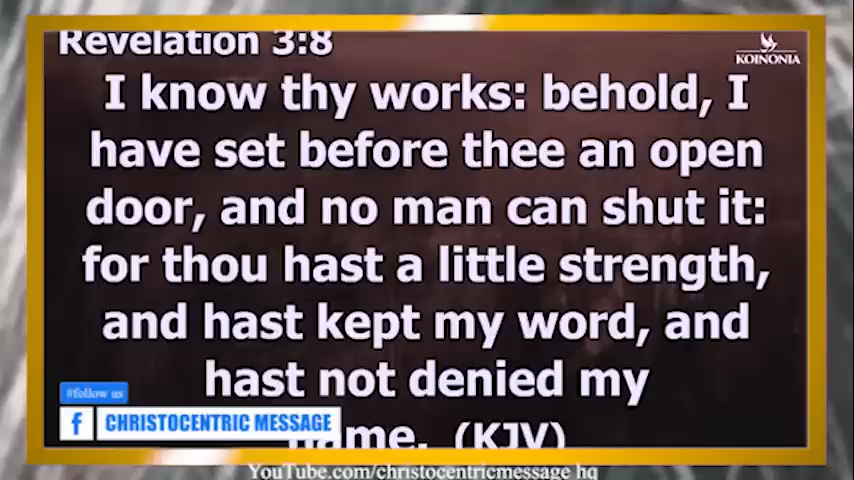 Revelation 3:8
KOINONIA
I know thy works: behold, I
have set before thee an open
door, and no man can shut it:
for thou hast a little strength,
and hast kept my word, and
hast not denied my
name. (KJV)
#follow us
f CHRISTOCENTRIC MESSAGE
YouTube.com/christocentricmessage hq